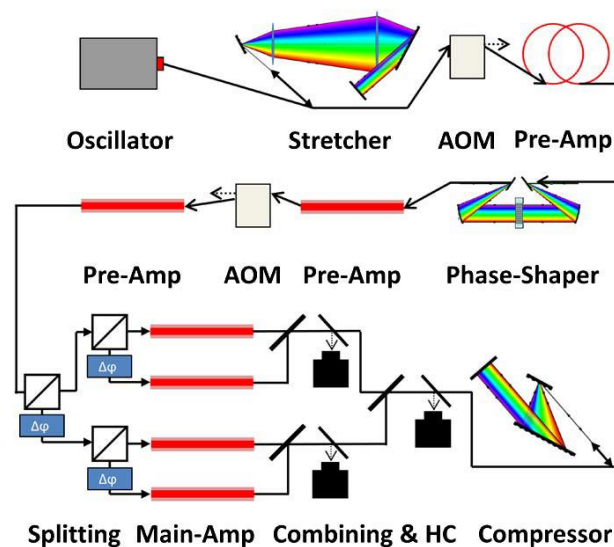 Oscillator Stretcher AOM Pre-Amp
Pre-Amp AOM Pre-Amp Phase-Shaper
Δφ
Δφ
Δφ
Splitting Main-Amp Combining & HC Compressor